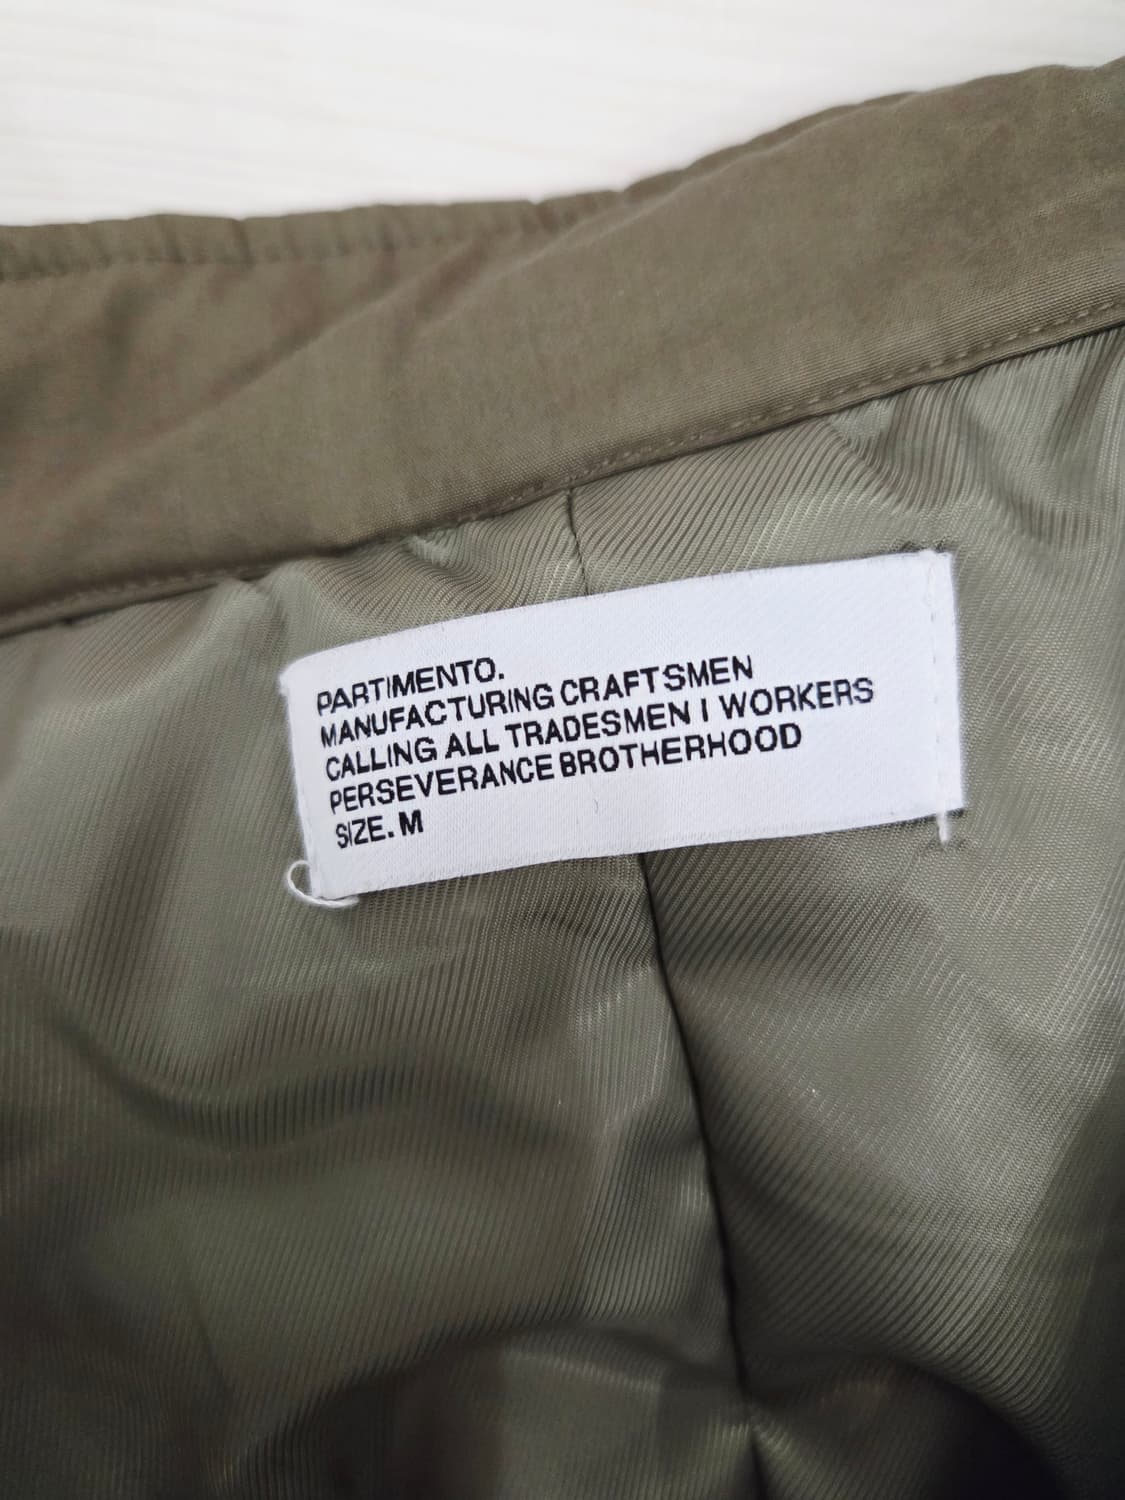 PARTIMENTO.
MANUFACTURING CRAFTSMEN
CALLING ALL TRADESMEN I WORKERS
PERSEVERANCE BROTHERHOOD
SIZE. M